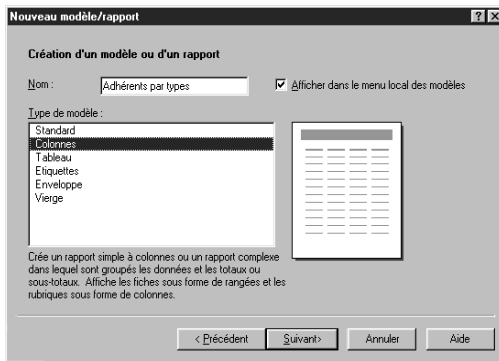 Nouveau modèle/rapport
Création d'un modèle ou d'un rapport
Nom :
Adhérents par types
Afficher dans le menu local des modèles
Type de modèle :
Standard
Colonnes
Tableau
Etiquettes
Enveloppe
Vierge
Crée un rapport simple à colonnes ou un rapport complexe
dans lequel sont groupés les données et les totaux ou
sous-totaux. Affiche les fiches sous forme de rangées et les
rubriques sous forme de colonnes.
< Précédent Suivant> Annuler Aide